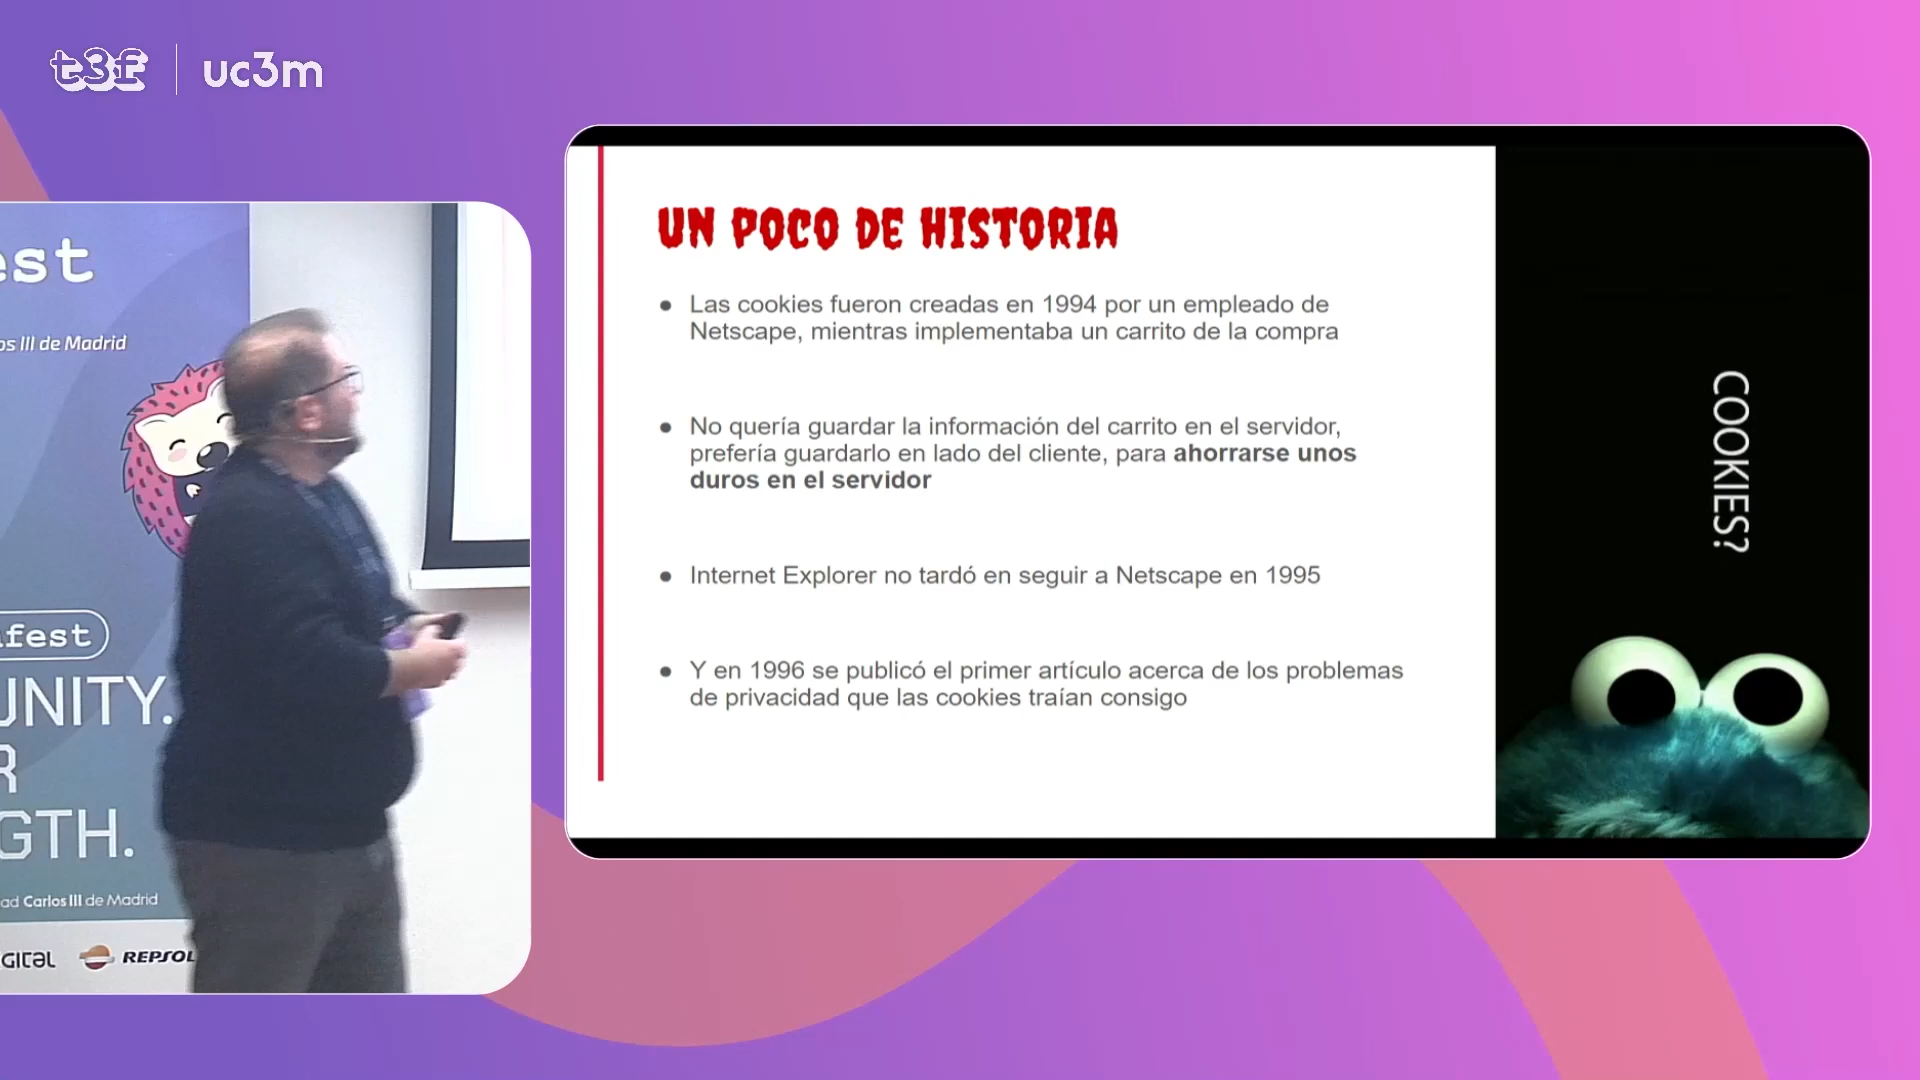 t3f
uc3m
est
os III de Madrid
fest
UNITY.
R
GTH.
ad Carlos III de Madrid
GITAL
REPSOL
UN POCO DE HISTORIA
● Las cookies fueron creadas en 1994 por un empleado de
Netscape, mientras implementaba un carrito de la compra
● No quería guardar la información del carrito en el servidor,
prefería guardarlo en lado del cliente, para ahorrarse unos
duros en el servidor
● Internet Explorer no tardó en seguir a Netscape en 1995
● Y en 1996 se publicó el primer artículo acerca de los problemas
de privacidad que las cookies traían consigo
COOKIES?